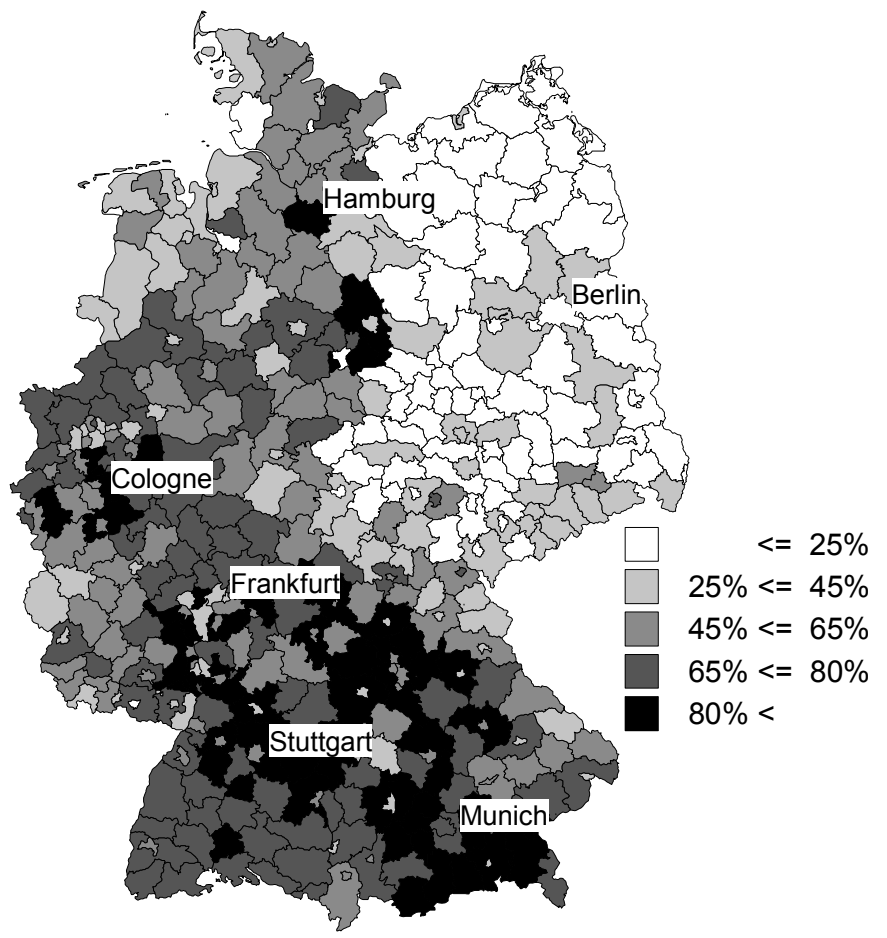 Hamburg
Berlin
Cologne
<= 25%
Frankfurt
25% <= 45%
45% <= 65%
65% <= 80%
80% <
Stuttgart
Munich